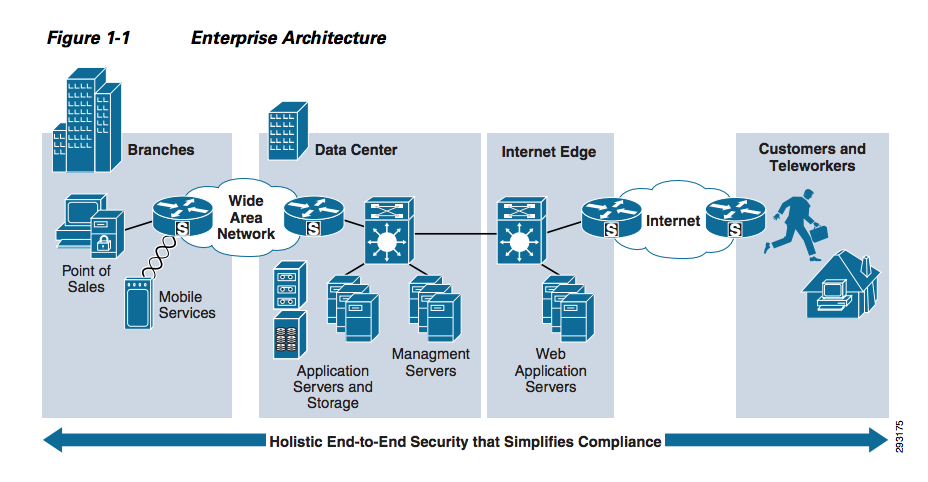 Figure 1-1 Enterprise Architecture
Branches
Data Center
Internet Edge
Customers and
Teleworkers
Wide
Area
Network
Internet
S
S
S
S
Point of
Sales
Mobile
Services
Application
Servers and
Storage
Managment
Servers
Web
Application
Servers
Holistic End-to-End Security that Simplifies Compliance
293175